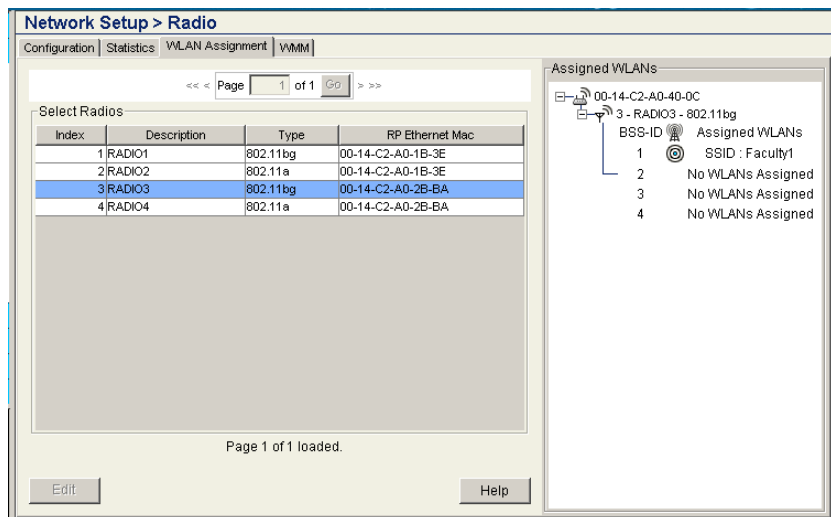 Network Setup > Radio
Configuration Statistics WLAN Assignment WMM
<< < Page 1 of 1 Go > >>
Select Radios
Index Description Type RP Ethernet Mac
1 RADIO1 802.11bg 00-14-C2-A0-1B-3E
2 RADIO2 802.11a 00-14-C2-A0-1B-3E
3 RADIO3 802.11bg 00-14-C2-A0-2B-BA
4 RADIO4 802.11a 00-14-C2-A0-2B-BA
Page 1 of 1 loaded.
Edit Help
Assigned WLANs
00-14-C2-A0-40-0C
3 - RADIO3 - 802.11bg
BSS-ID Assigned WLANs
1 SSID : Faculty1
2 No WLANs Assigned
3 No WLANs Assigned
4 No WLANs Assigned